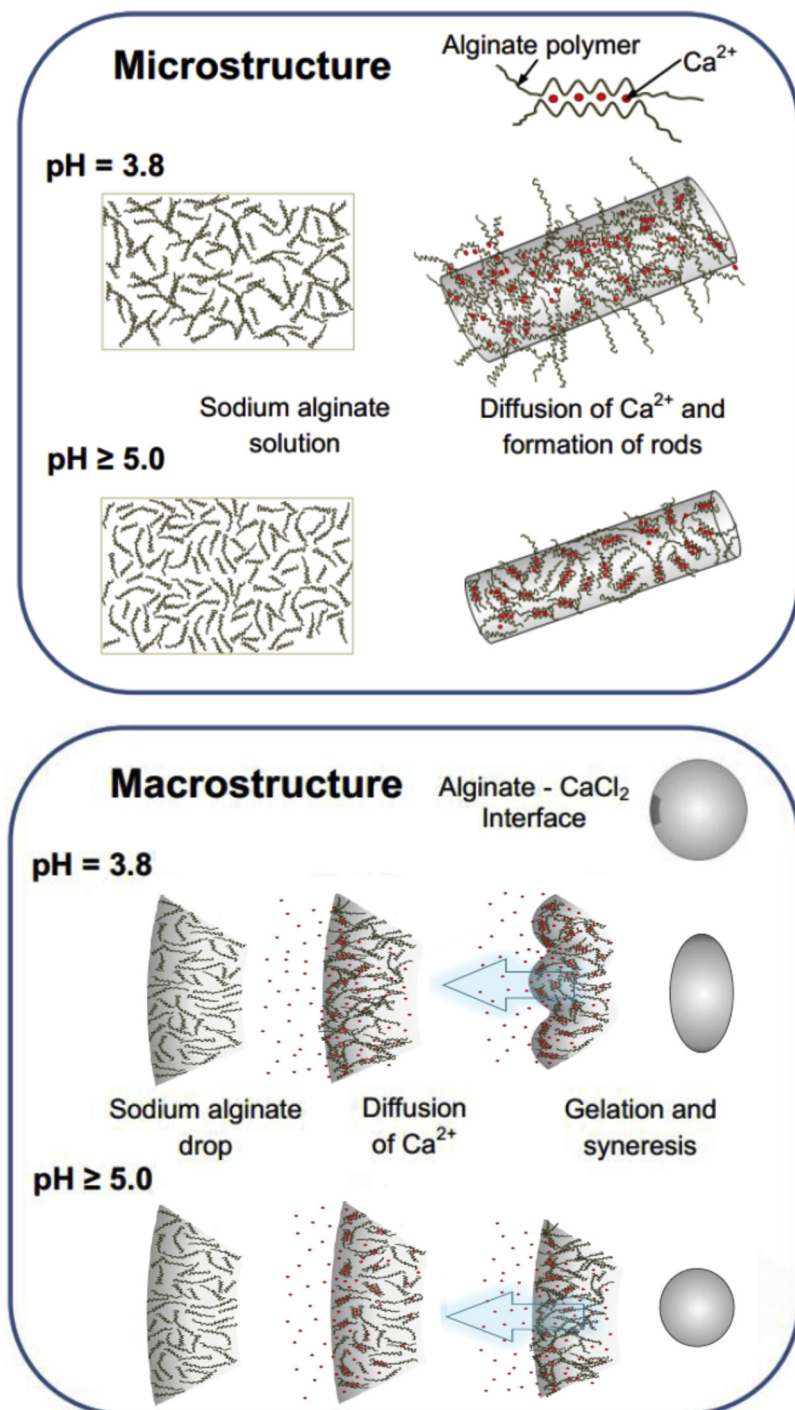 Microstructure
Alginate polymer
Ca²⁺
pH = 3.8
Sodium alginate
solution
Diffusion of Ca²⁺ and
formation of rods
pH ≥ 5.0
Macrostructure
Alginate - CaCl₂
Interface
pH = 3.8
Sodium alginate
drop
Diffusion
of Ca²⁺
Gelation and
syneresis
pH ≥ 5.0